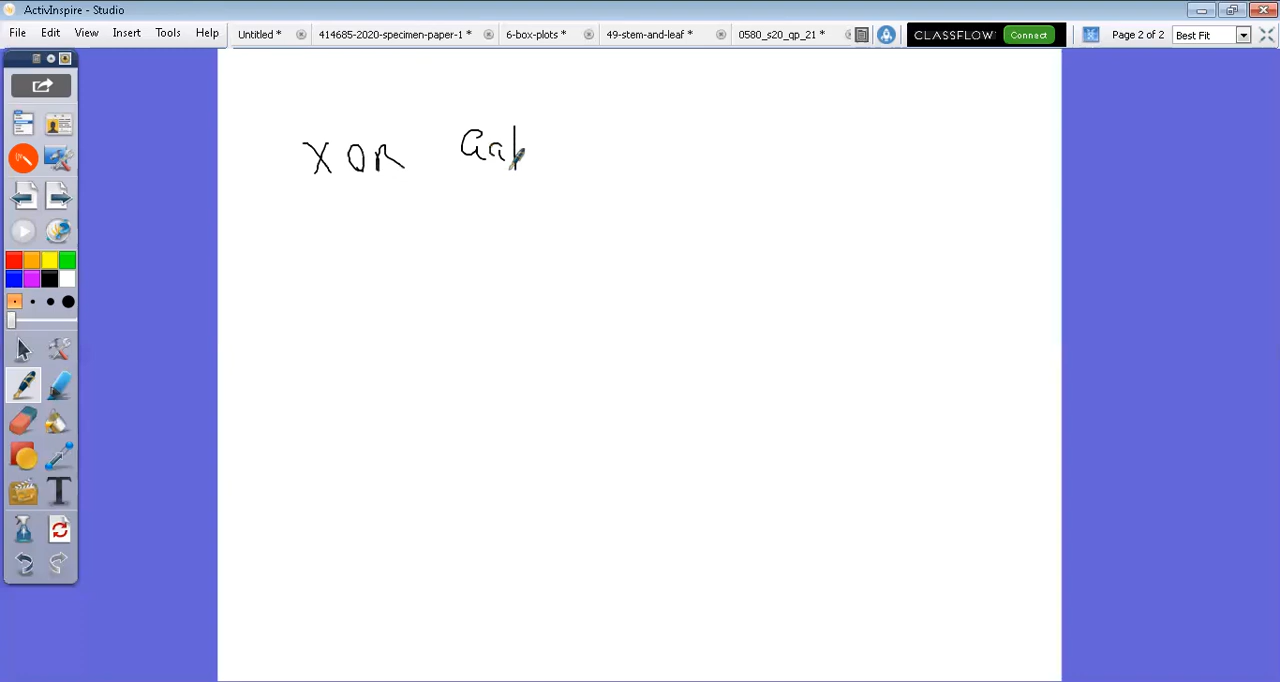 ActivInspire - Studio
File Edit View Insert Tools Help Untitled * 414685-2020-specimen-paper-1 * 6-box-plots * 49-stem-and-leaf * 0580_s20_qp_21 * CLASSFLOW Connect Page 2 of 2 Best Fit
XOR Gat
T